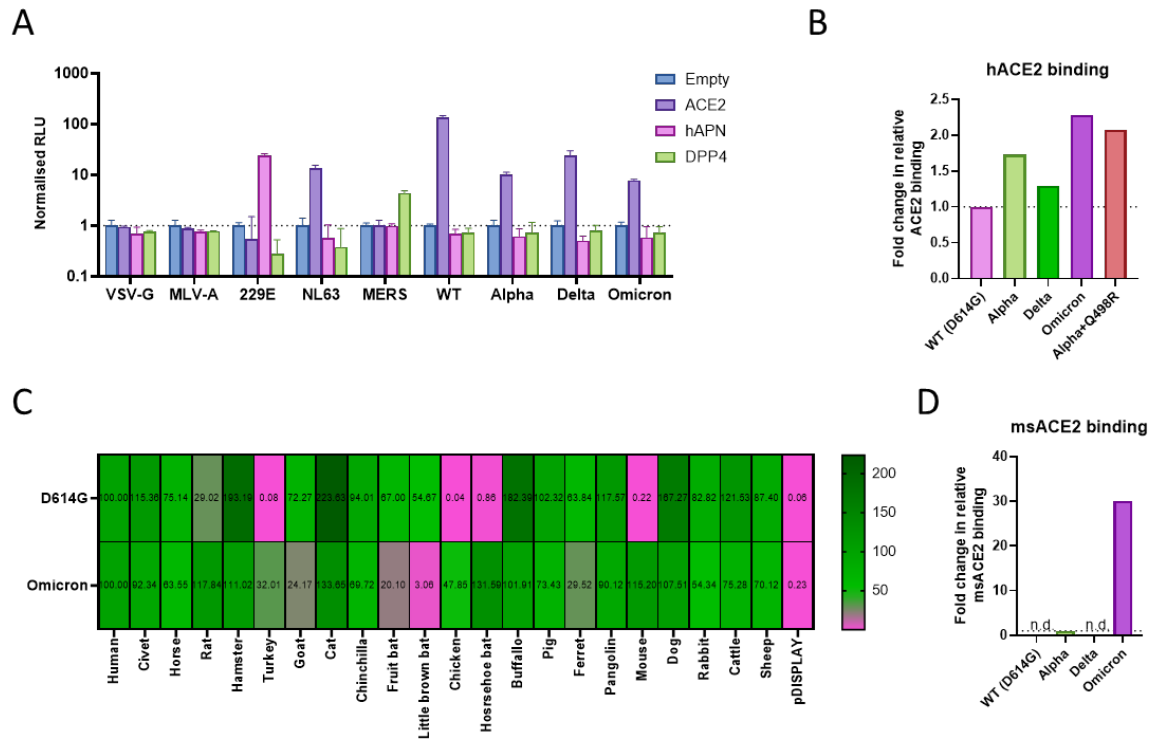 A
1000
100
10
1
0.1
Normalised RLU
Empty
ACE2
hAPN
DPP4
VSV-G MLV-A 229E NL63 MERS WT Alpha Delta Omicron
B
hACE2 binding
Fold change in relative
ACE2 binding
2.5
2.0
1.5
1.0
0.5
0.0
WT (D614G)
Alpha
Delta
Omicron
Alpha+Q498R
C
D614G 100.00 115.36 75.14 29.02 193.19 0.08 72.27 223.63 94.01 67.00 54.67 0.04 0.86 182.39 102.32 63.84 117.57 0.22 167.27 82.82 121.53 87.40 0.06
Omicron 100.00 92.34 63.55 117.84 111.02 32.01 24.17 133.65 69.72 20.10 3.06 47.85 131.59 101.91 73.43 29.52 90.12 115.20 107.51 54.34 75.28 70.12 0.23
Human
Civet
Horse
Rat
Hamster
Turkey
Goat
Cat
Chinchilla
Fruit bat
Little brown bat
Chicken
Hosrsehoe bat
Buffallo
Pig
Ferret
Pangolin
Mouse
Dog
Rabbit
Cattle
Sheep
pDISPLAY
200
150
100
50
D
msACE2 binding
Fold change in relative
msACE2 binding
40
30
20
10
0
n.d n.d
WT (D614G)
Alpha
Delta
Omicron